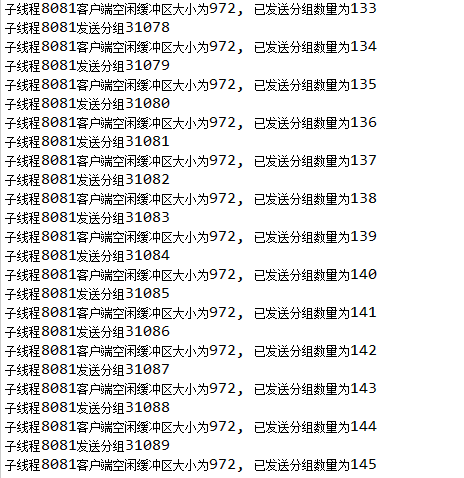 子线程8081客户端空闲缓冲区大小为972, 已发送分组数量为133
子线程8081发送分组31078
子线程8081客户端空闲缓冲区大小为972, 已发送分组数量为134
子线程8081发送分组31079
子线程8081客户端空闲缓冲区大小为972, 已发送分组数量为135
子线程8081发送分组31080
子线程8081客户端空闲缓冲区大小为972, 已发送分组数量为136
子线程8081发送分组31081
子线程8081客户端空闲缓冲区大小为972, 已发送分组数量为137
子线程8081发送分组31082
子线程8081客户端空闲缓冲区大小为972, 已发送分组数量为138
子线程8081发送分组31083
子线程8081客户端空闲缓冲区大小为972, 已发送分组数量为139
子线程8081发送分组31084
子线程8081客户端空闲缓冲区大小为972, 已发送分组数量为140
子线程8081发送分组31085
子线程8081客户端空闲缓冲区大小为972, 已发送分组数量为141
子线程8081发送分组31086
子线程8081客户端空闲缓冲区大小为972, 已发送分组数量为142
子线程8081发送分组31087
子线程8081客户端空闲缓冲区大小为972, 已发送分组数量为143
子线程8081发送分组31088
子线程8081客户端空闲缓冲区大小为972, 已发送分组数量为144
子线程8081发送分组31089
子线程8081客户端空闲缓冲区大小为972, 已发送分组数量为145